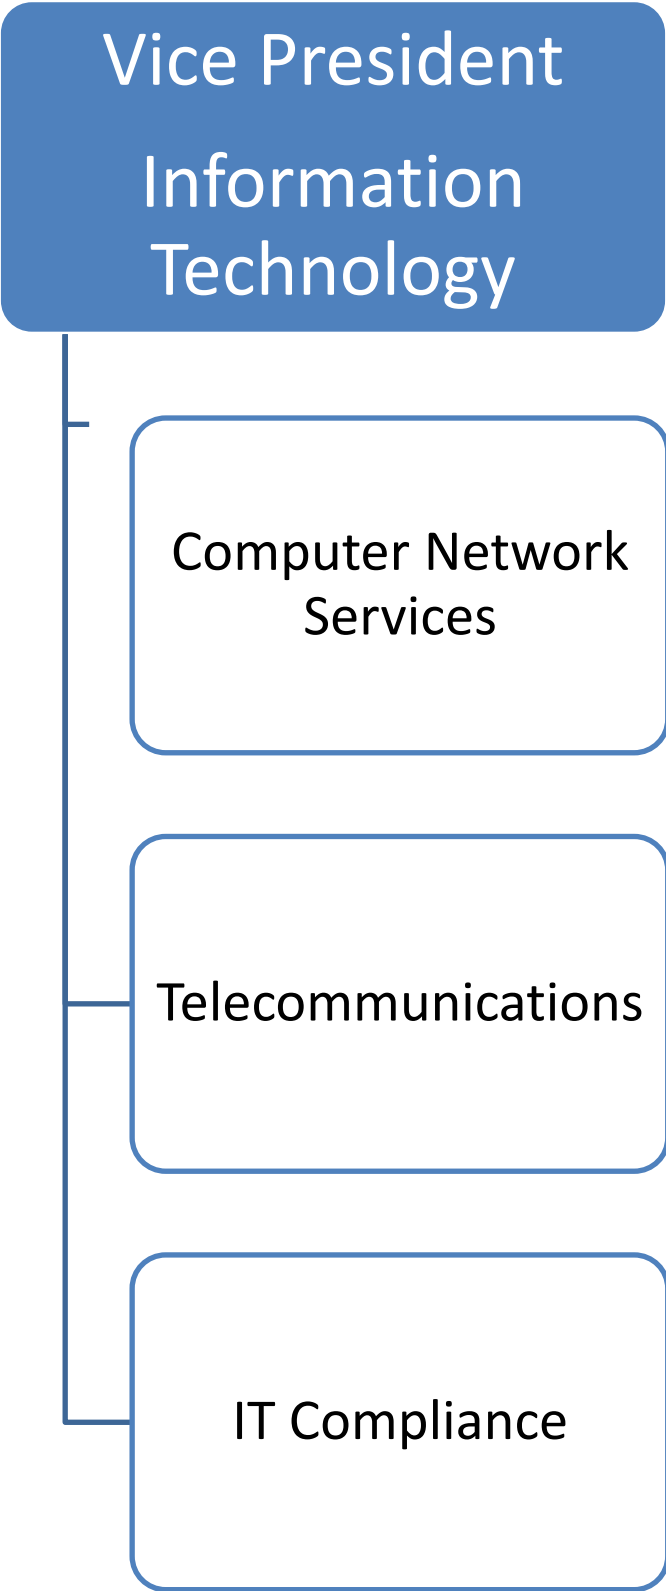 Vice President
Information
Technology
Computer Network
Services
Telecommunications
IT Compliance